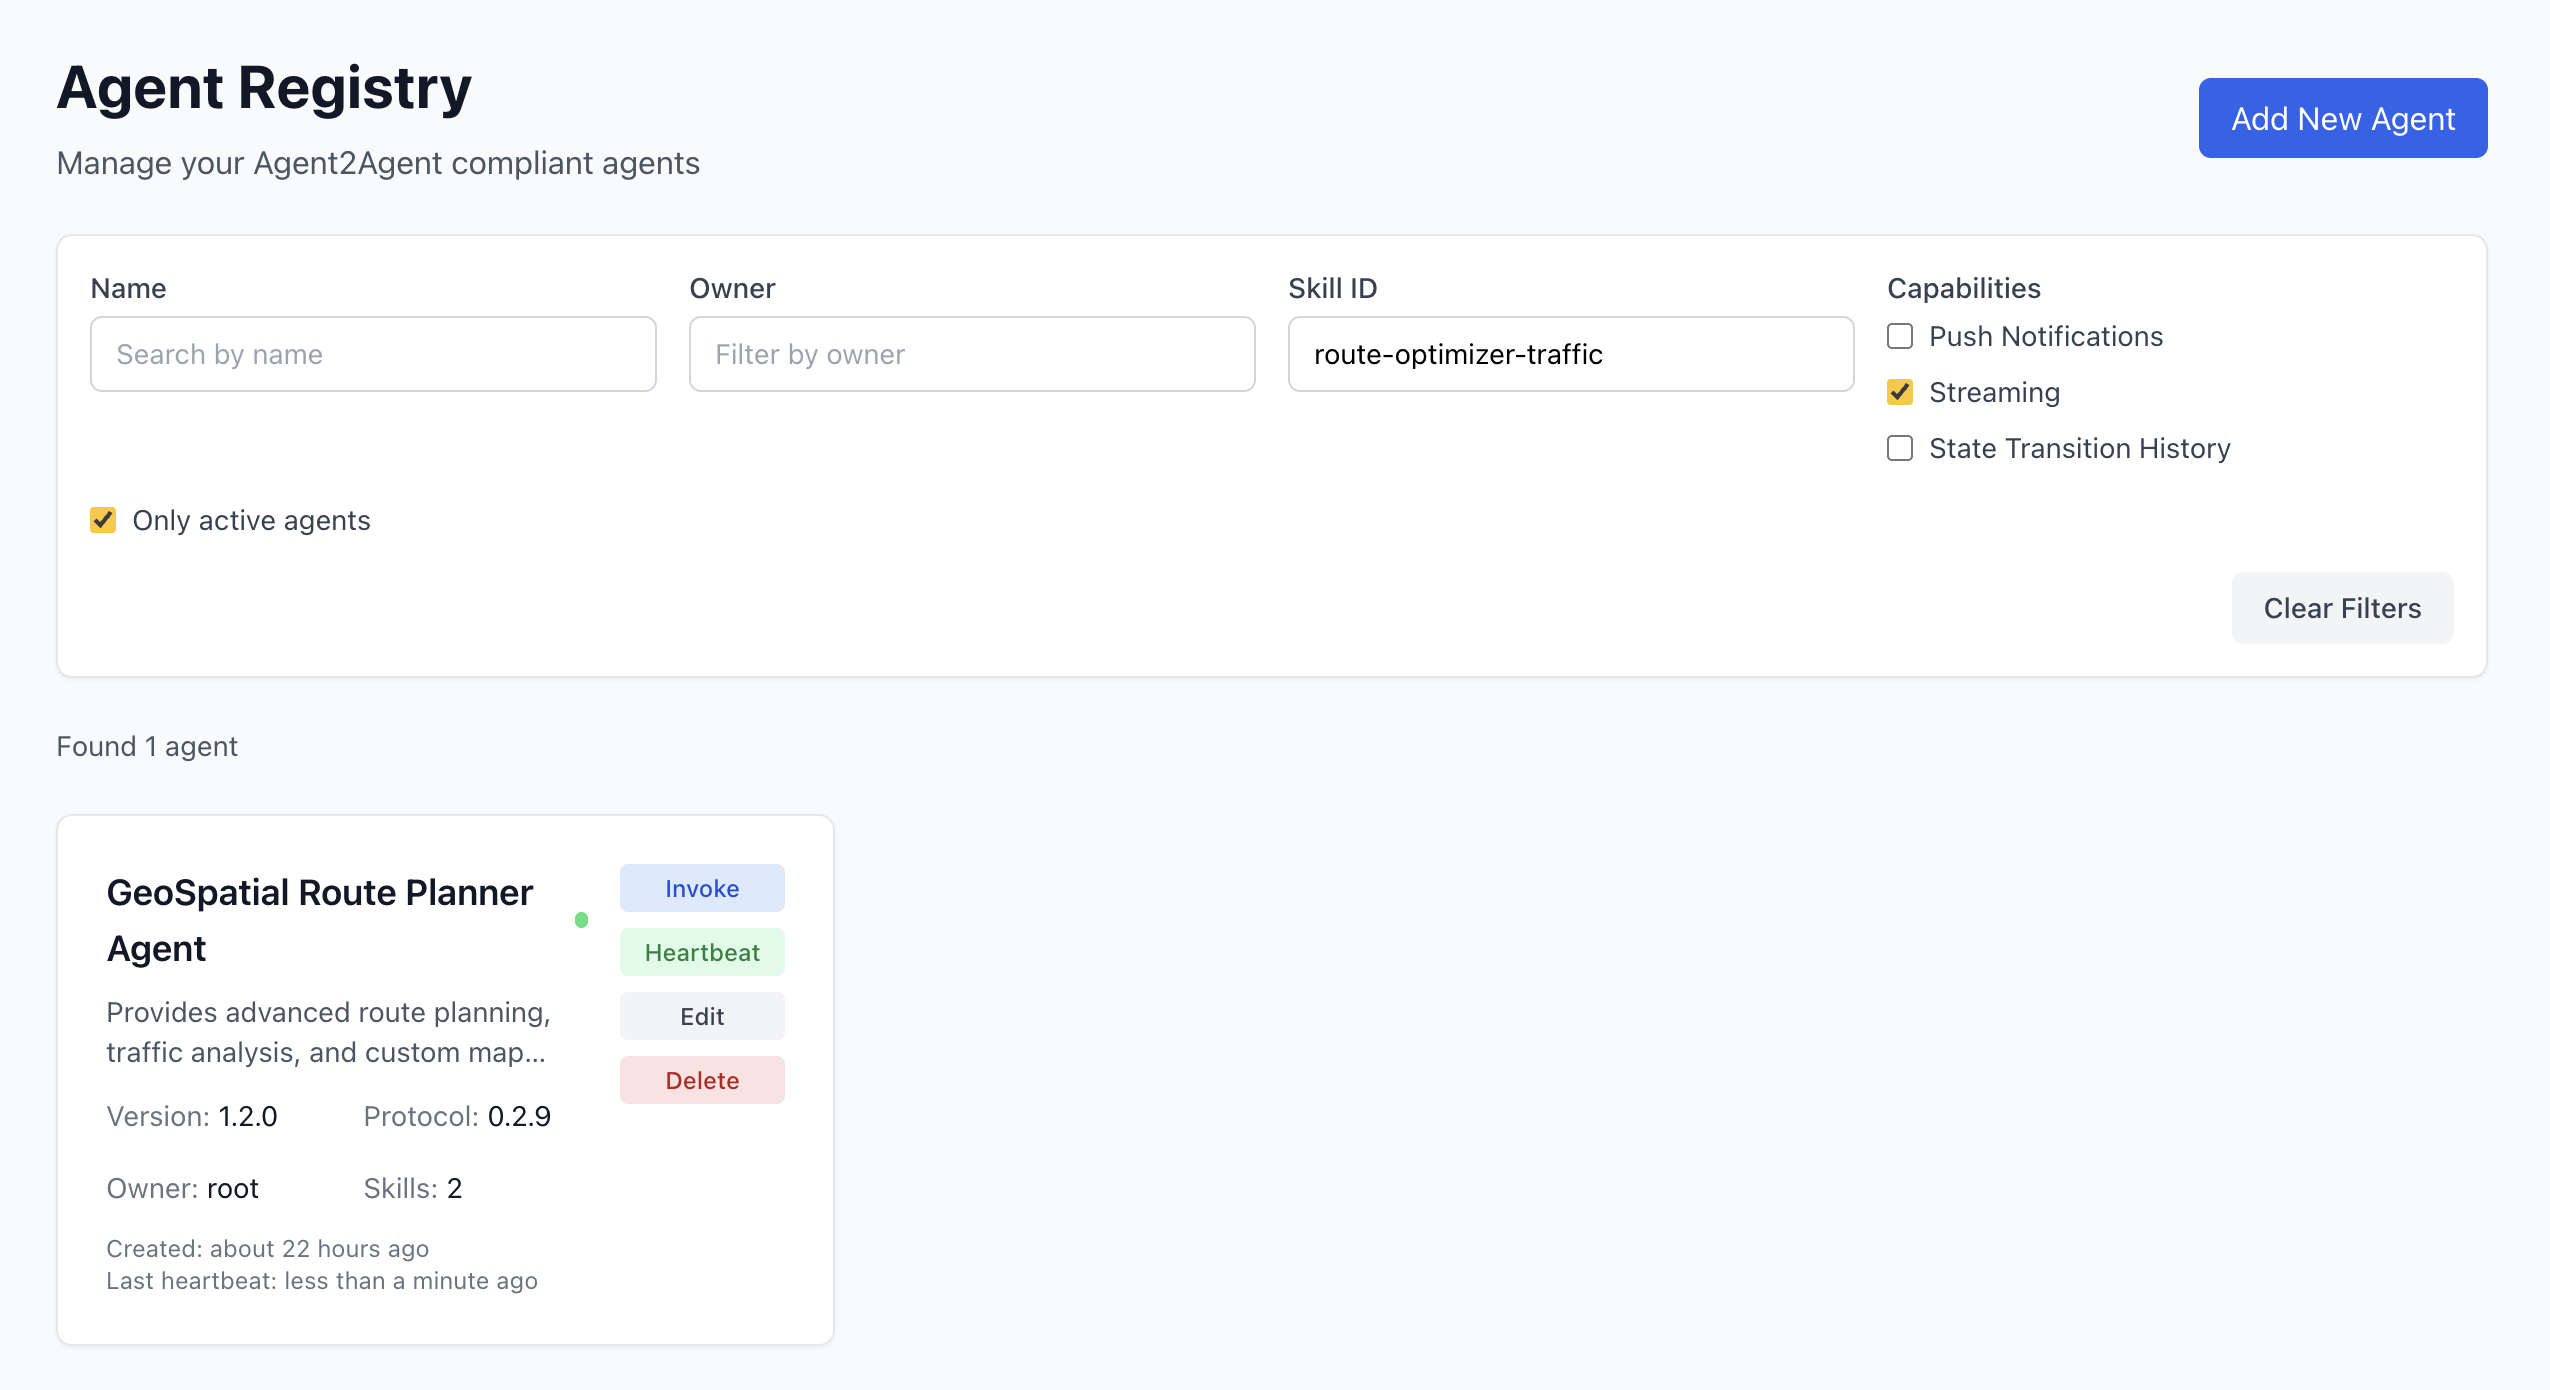 Agent Registry
Manage your Agent2Agent compliant agents
Add New Agent
Name
Search by name
Owner
Filter by owner
Skill ID
route-optimizer-traffic
Capabilities
Push Notifications
Streaming
State Transition History
Only active agents
Clear Filters
Found 1 agent
GeoSpatial Route Planner
Agent
Provides advanced route planning,
traffic analysis, and custom map...
Version: 1.2.0 Protocol: 0.2.9
Owner: root Skills: 2
Created: about 22 hours ago
Last heartbeat: less than a minute ago
Invoke
Heartbeat
Edit
Delete